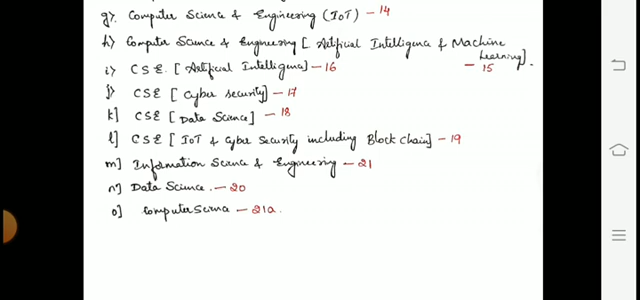 g). Computer Science & Engineering (IoT) - 14
h) Computer Science & Engineering [Artificial Intelligence & Machine Learning]. - 15
i) CSE. [Artificial Intelligence] - 16
j) CSE [Cyber Security] - 17
k] CSE [Data Science] - 18
l] CSE [IoT & Cyber Security including Block Chain] - 19
m] Information Science & Engineering - 21
n] Data Science. - 20
o] Computer Science - 21a.